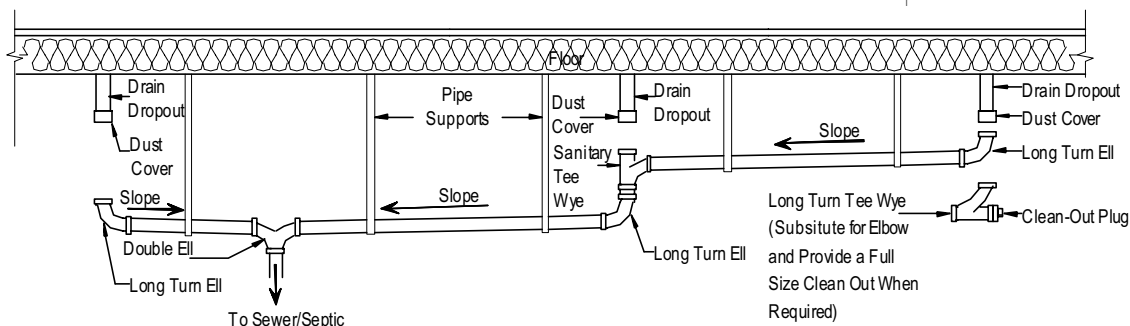 Floor
Drain
Dropout
Dust
Cover
Pipe
Supports
Dust
Cover
Drain
Dropout
Sanitary
Tee
Wye
Slope
Drain Dropout
Dust Cover
Long Turn Ell
Slope
Slope
Double Ell
Long Turn Ell
To Sewer/Septic
Long Turn Ell
Long Turn Tee Wye
(Subsitute for Elbow
and Provide a Full
Size Clean Out When
Required)
Clean-Out Plug